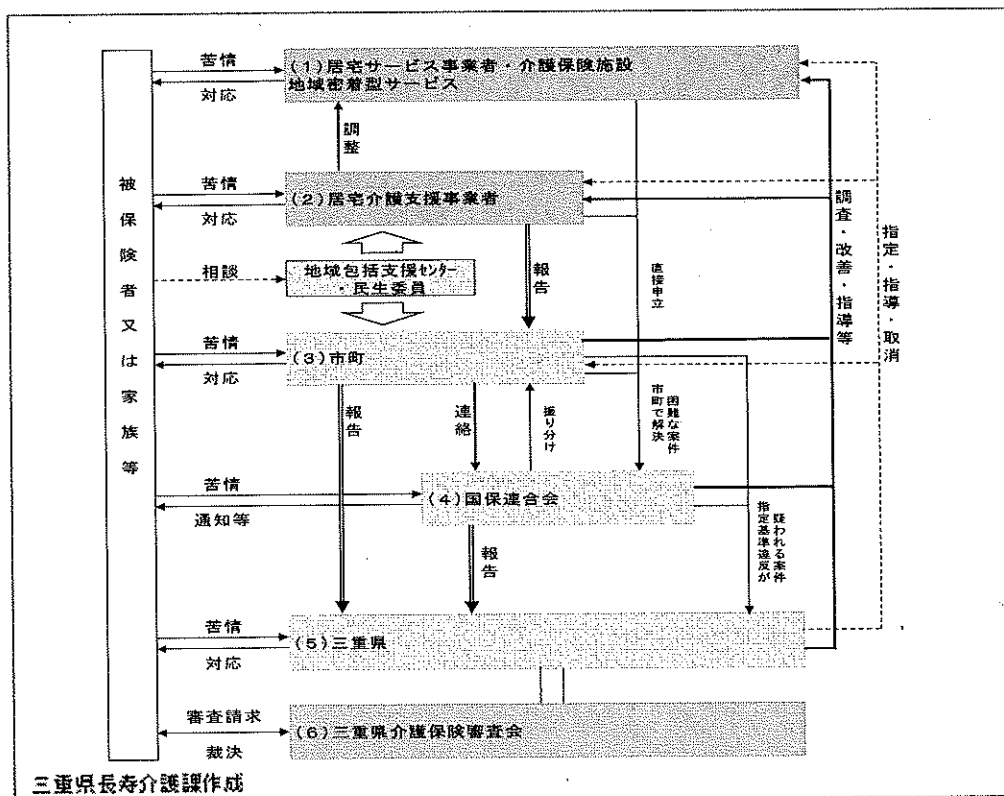 被保険者又は家族等
苦情
対応
(1)居宅サービス事業者・介護保険施設
地域密着型サービス
調整
苦情
対応
(2)居宅介護支援事業者
相談
地域包括支援センター
・民生委員
報告
直接申立
調査・改善・指導等
指定・指導・取消
苦情
対応
(3)市町
報告
連絡
振り分け
市町で解決
困難な案件
苦情
通知等
(4)国保連合会
報告
指定基準違反が
疑われる案件
苦情
対応
(5)三重県
審査請求
裁決
(6)三重県介護保険審査会
三重県長寿介護課作成